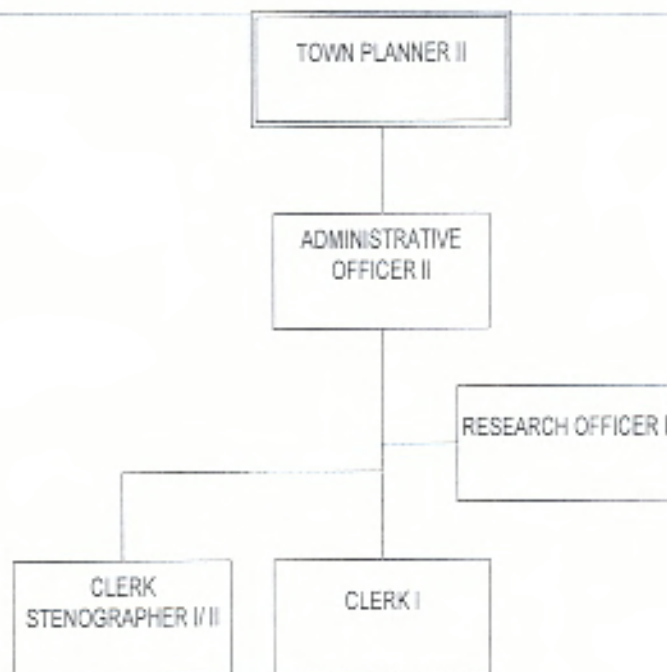 TOWN PLANNER II
ADMINISTRATIVE
OFFICER II
RESEARCH OFFICER
CLERK
STENOGRAPHER I/ II
CLERK I